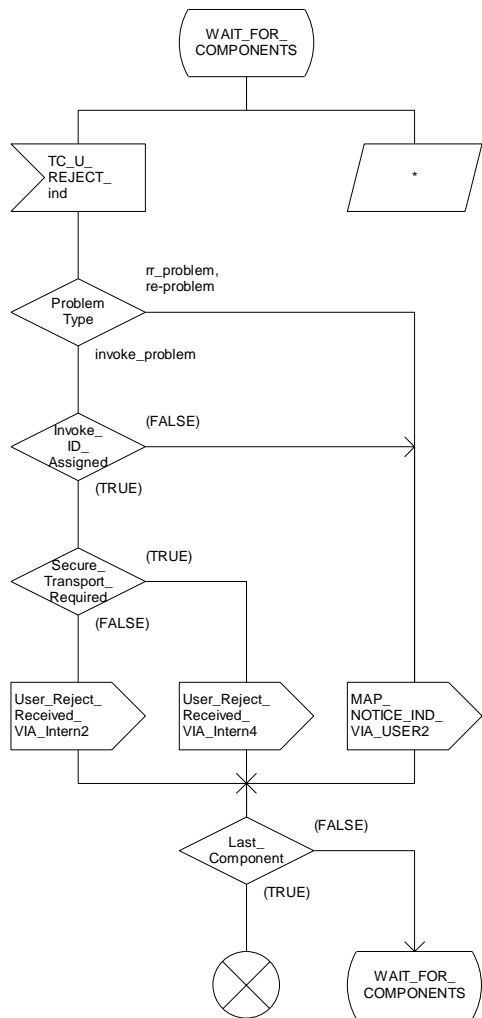 WAIT_FOR_
COMPONENTS
TC_U_
REJECT_
ind
*
rr_problem,
re-problem
Problem
Type
invoke_problem
(FALSE)
Invoke_
ID_
Assigned
(TRUE)
(TRUE)
Secure_
Transport_
Required
(FALSE)
User_Reject_
Received_
VIA_Intern2
User_Reject_
Received_
VIA_Intern4
MAP_
NOTICE_IND_
VIA_USER2
(FALSE)
Last_
Component
(TRUE)
WAIT_FOR_
COMPONENTS